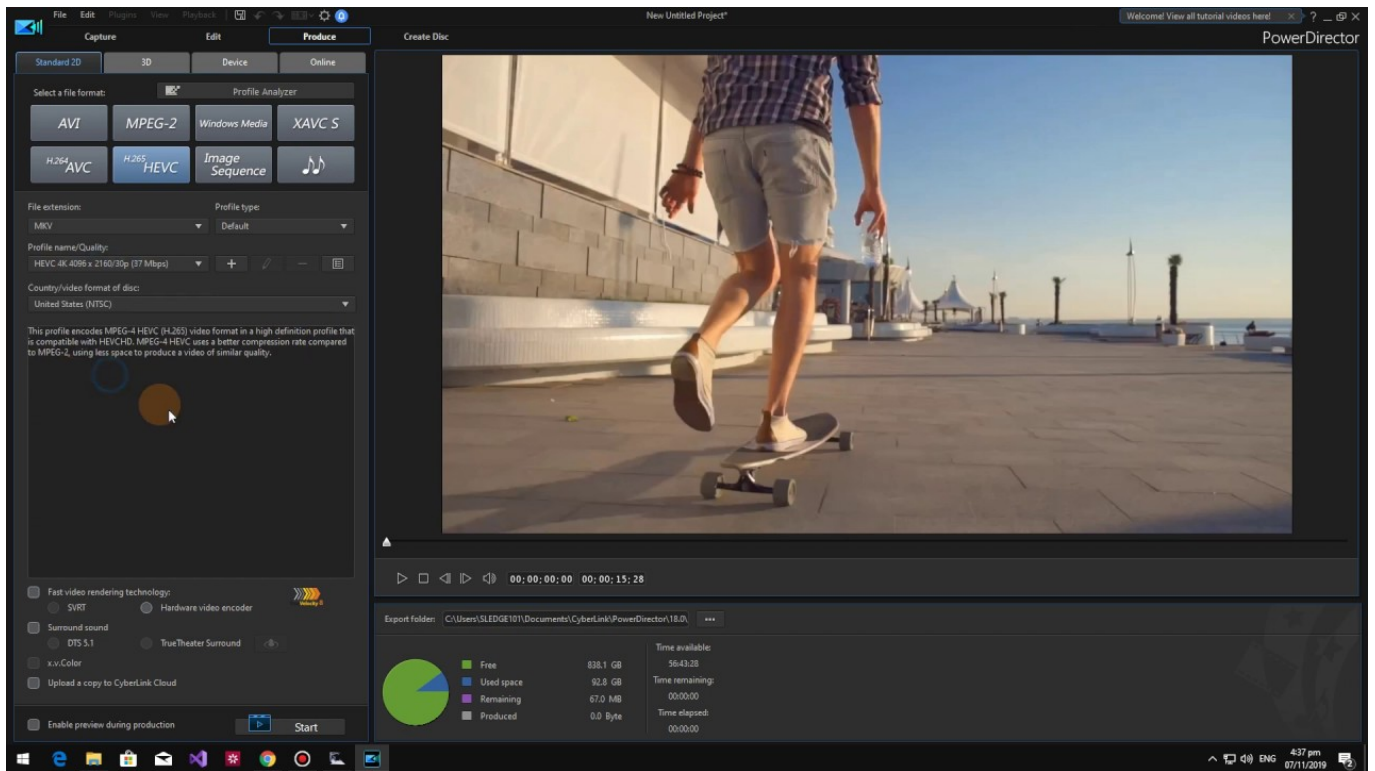 File Edit Plugins View Playback
New Untitled Project*
Welcome! View all tutorial videos here!
Capture Edit Produce Create Disc
PowerDirector
Standard 2D 3D Device Online
Select a file format: Profile Analyzer
AVI MPEG-2 Windows Media XAVC S
H.264 AVC H.265 HEVC Image Sequence
File extension: Profile type:
MKV Default
Profile name/Quality:
HEVC 4K 4096 x 2160/30p (37 Mbps)
Country/video format of disc:
United States (NTSC)
This profile encodes MPEG-4 HEVC (H.265) video format in a high definition profile that
is compatible with HEVCHD. MPEG-4 HEVC uses a better compression rate compared
to MPEG-2, using less space to produce a video of similar quality.
00;00;00;00 00;00;15;28
Fast video rendering technology:
SVRT Hardware video encoder
Surround sound
DTS 5.1 TrueTheater Surround
x.v.Color
Upload a copy to CyberLink Cloud
Enable preview during production Start
Export folder: C:\Users\SLEDGE101\Documents\CyberLink\PowerDirector\18.0\
Free 838.1 GB
Used space 92.8 GB
Remaining 67.0 MB
Produced 0.0 Byte
Time available:
56:43:28
Time remaining:
00:00:00
Time elapsed:
00:00:00
ENG 4:37 pm
07/11/2019